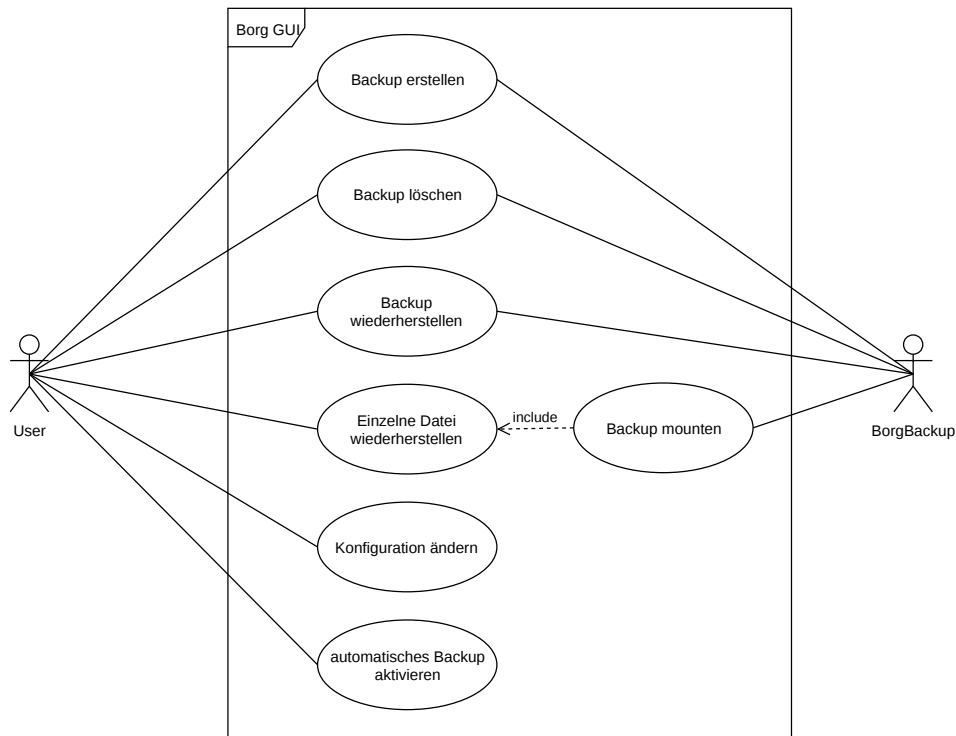 Borg GUI
Backup erstellen
Backup löschen
Backup
wiederherstellen
Einzelne Datei
wiederherstellen
include
Backup mounten
User
BorgBackup
Konfiguration ändern
automatisches Backup
aktivieren